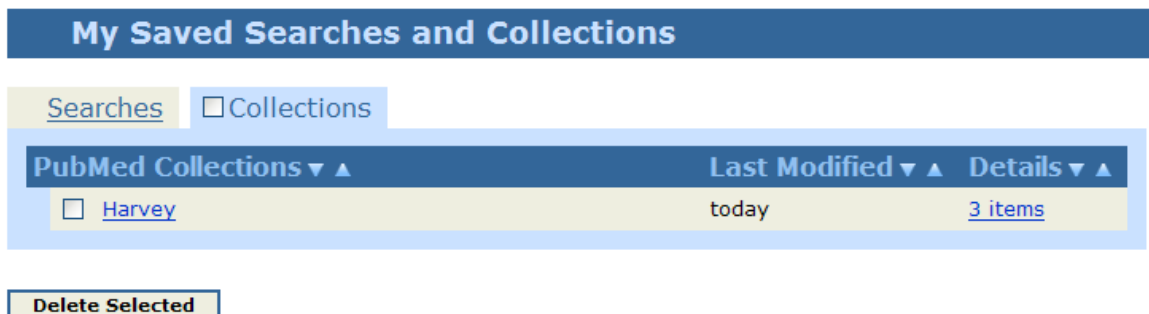 My Saved Searches and Collections
Searches Collections
PubMed Collections Last Modified Details
Harvey today 3 items
Delete Selected